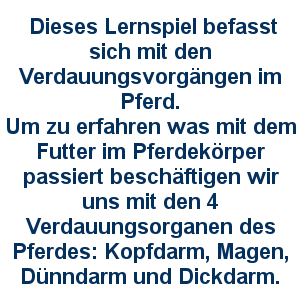 Dieses Lernspiel befasst
sich mit den
Verdauungsvorgängen im
Pferd.
Um zu erfahren was mit dem
Futter im Pferdekörper
passiert beschäftigen wir
uns mit den 4
Verdauungsorganen des
Pferdes: Kopfdarm, Magen,
Dünndarm und Dickdarm.